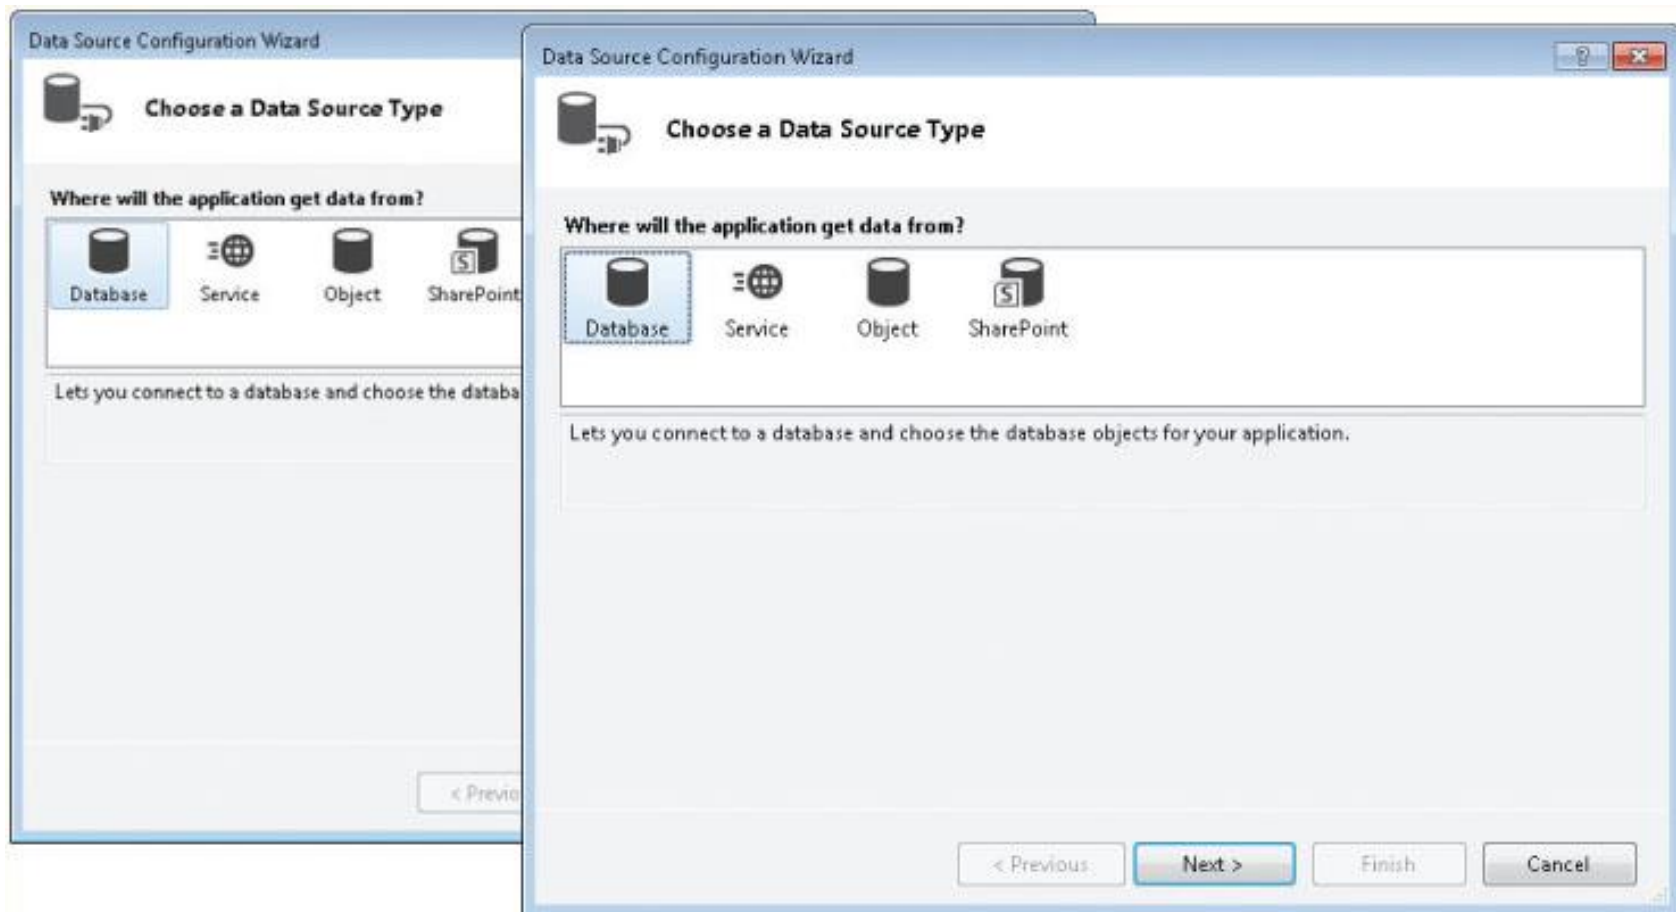 Data Source Configuration Wizard
Choose a Data Source Type
Where will the application get data from?
Database Service Object SharePoint
Lets you connect to a database and choose the databa
< Previo
Data Source Configuration Wizard
Choose a Data Source Type
Where will the application get data from?
Database Service Object SharePoint
Lets you connect to a database and choose the database objects for your application.
< Previous Next > Finish Cancel